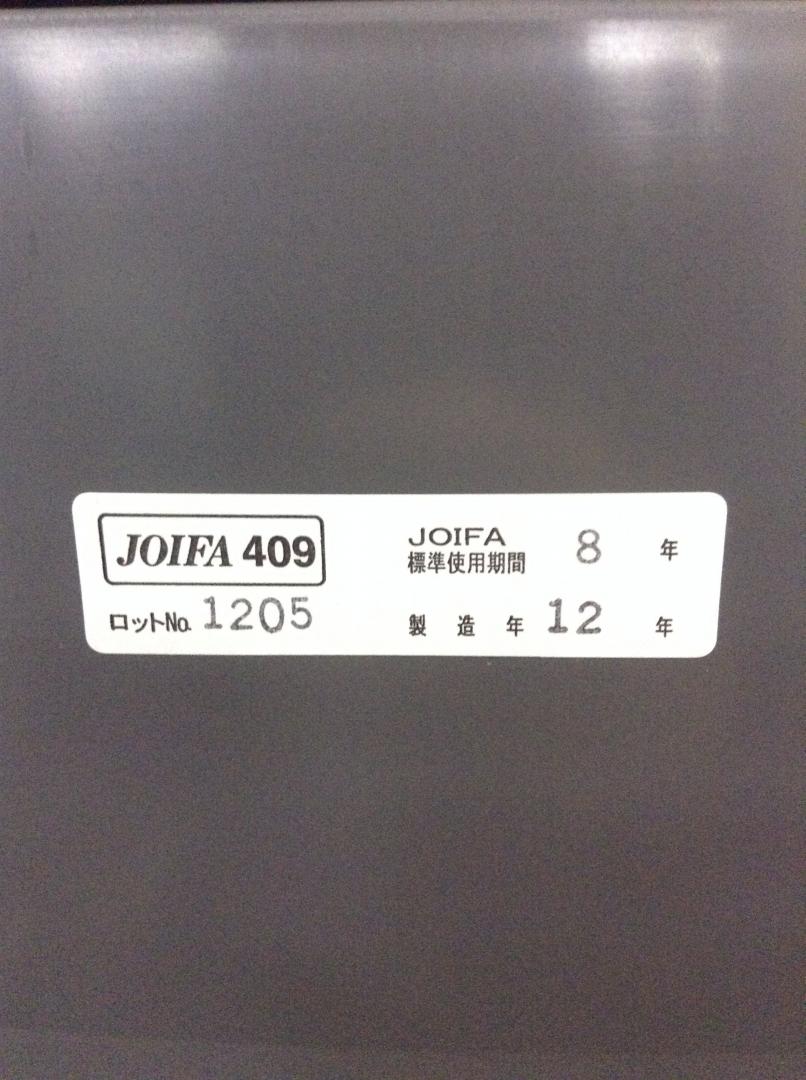 JOIFA 409
ロットNo. 1205
JOIFA
標準使用期間 8 年
製造年 12 年